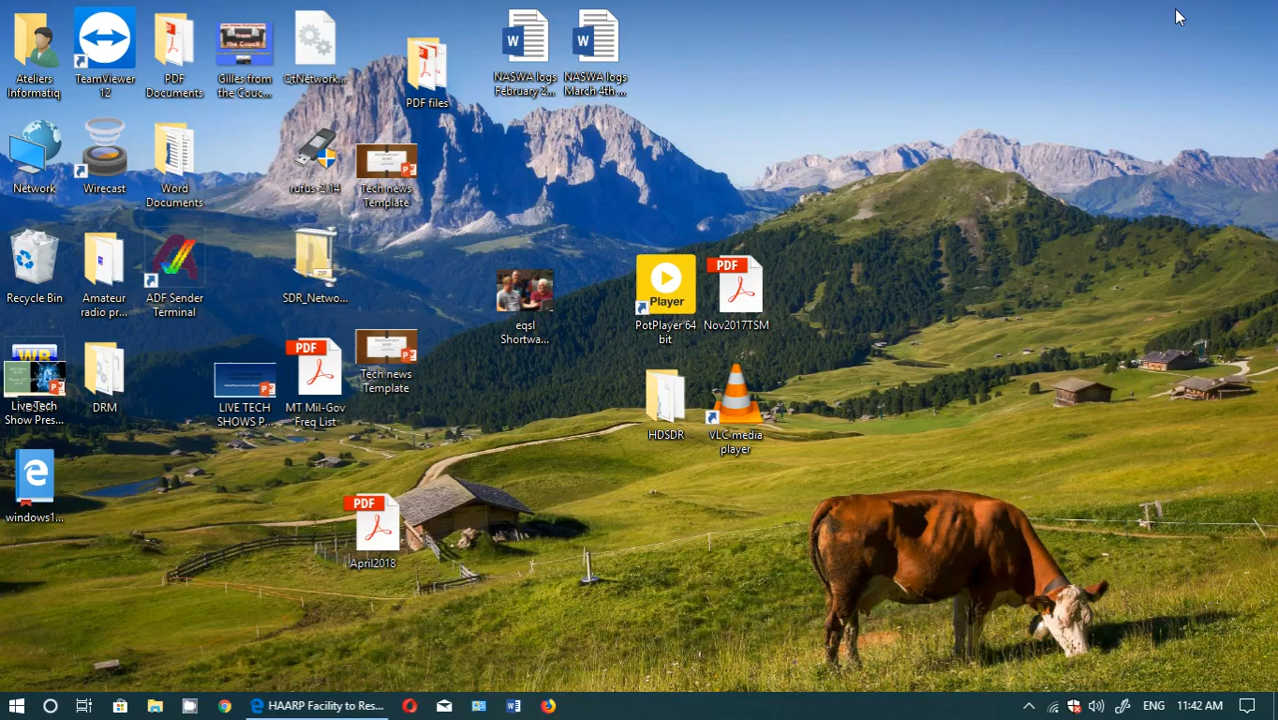 Ateliers
Informatiq
TeamViewer
12
PDF
Documents
Gilles from
the Couc...
QtNetwork...
PDF files
NASWA logs
February 2...
NASWA logs
March 4th ...
Network
Wirecast
Word
Documents
rufus-2.14
Tech news
Template
Recycle Bin
Amateur
radio pr...
ADF Sender
Terminal
SDR_Netwo...
eqsl
Shortwa...
Player
PotPlayer 64
bit
PDF
Nov2017TSM
Live Tech
Show Pres...
DRM
LIVE TECH
SHOWS P...
PDF
MT Mil-Gov
Freq List
Tech news
Template
HDSDR
VLC media
player
windows1...
PDF
April2018
HAARP Facility to Res...
ENG
11:42 AM